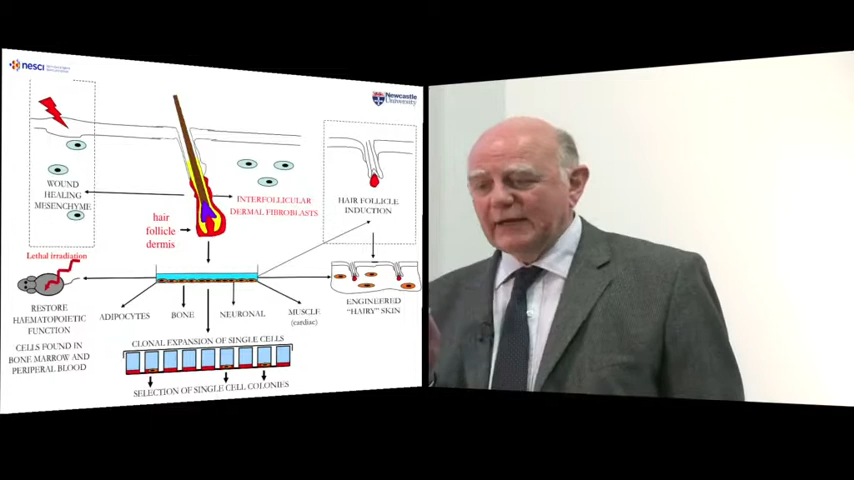 nesci
Newcastle
University
WOUND
HEALING
MESENCHYME
INTERFOLLICULAR
DERMAL FIBROBLASTS
HAIR FOLLICLE
INDUCTION
hair
follicle
dermis
Lethal irradiation
RESTORE
HAEMATOPOIETIC
FUNCTION
CELLS FOUND IN
BONE MARROW AND
PERIPERAL BLOOD
ADIPOCYTES
BONE
NEURONAL
MUSCLE
(cardiac)
ENGINEERED
"HAIRY" SKIN
CLONAL EXPANSION OF SINGLE CELLS
SELECTION OF SINGLE CELL COLONIES